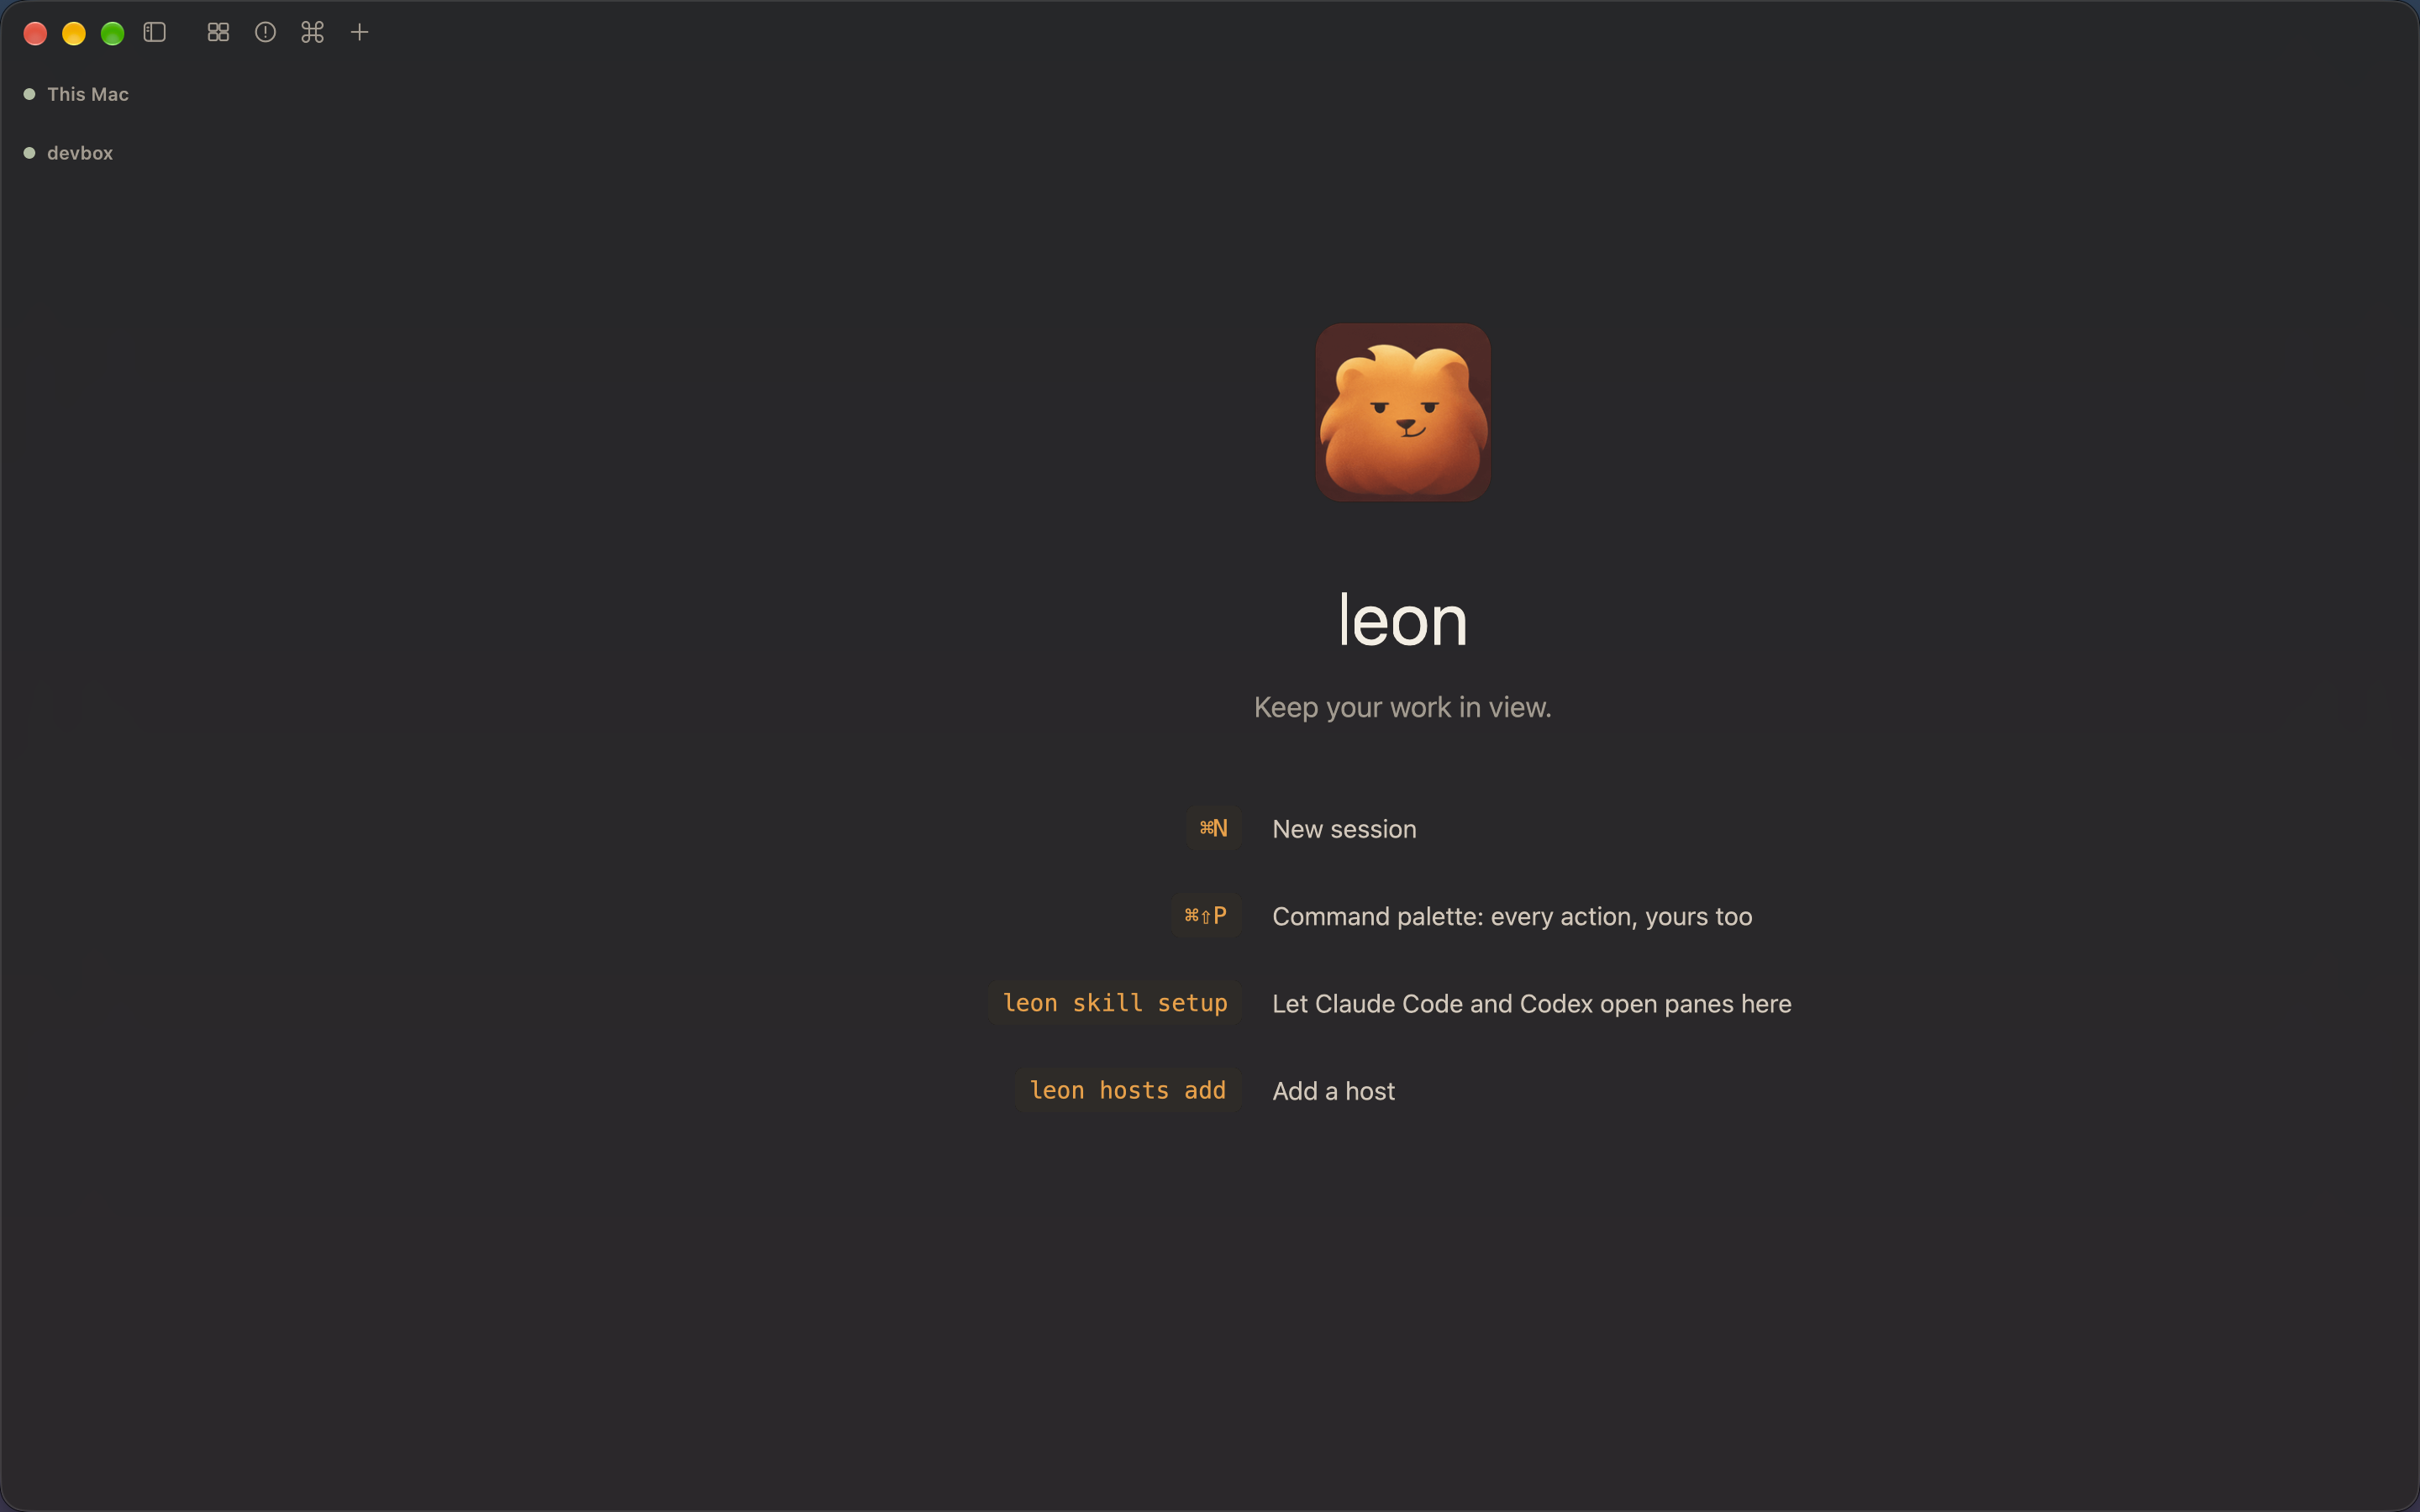 This Mac
devbox
leon
Keep your work in view.
⌘N New session
⌘⇧P Command palette: every action, yours too
leon skill setup Let Claude Code and Codex open panes here
leon hosts add Add a host